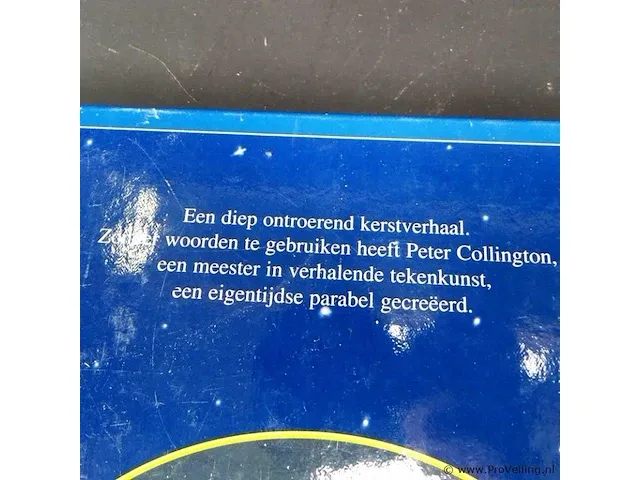 Een diep ontroerend kerstverhaal.
Zonder woorden te gebruiken heeft Peter Collington,
een meester in verhalende tekenkunst,
een eigentijdse parabel gecreëerd.
© www.ProVeiling.nl